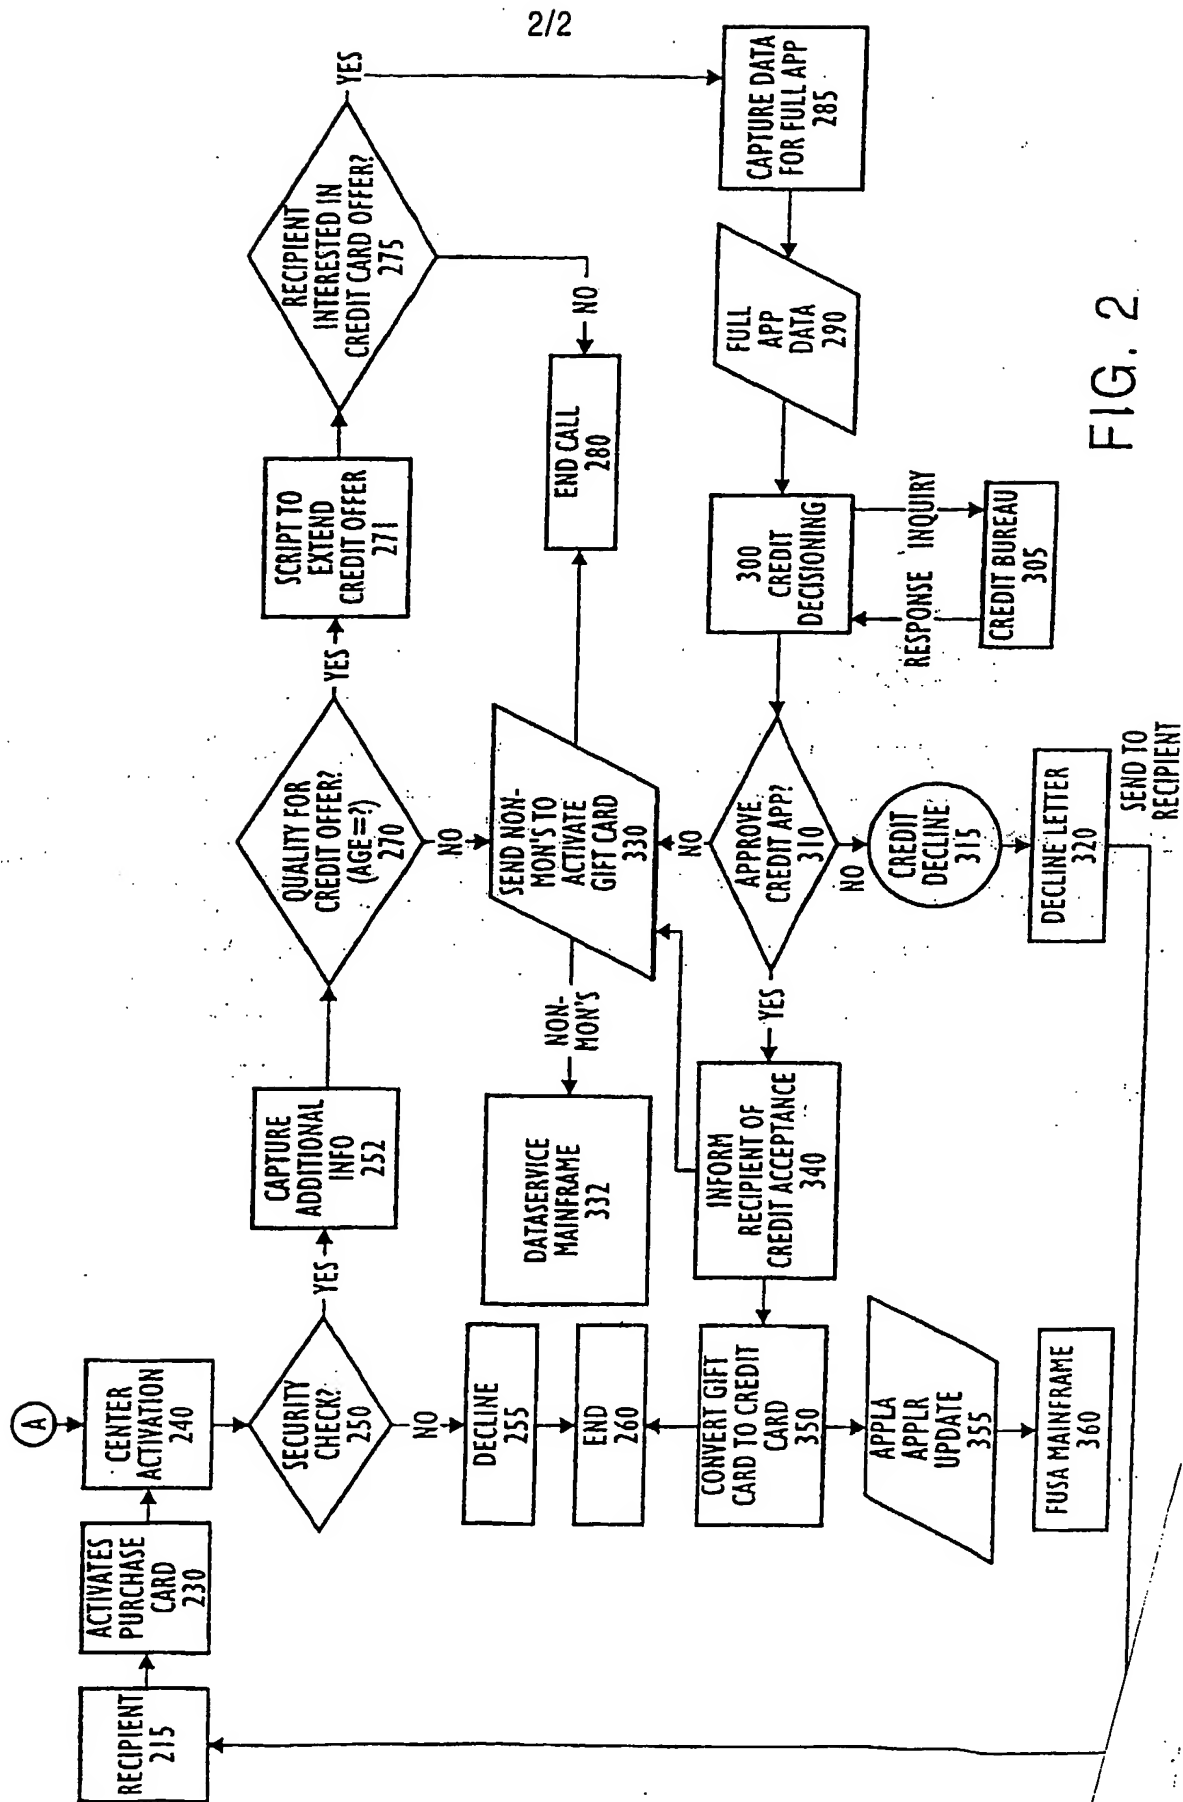 2/2
A
RECIPIENT
215
ACTIVATES
PURCHASE
CARD
230
CENTER
ACTIVATION
240
SECURITY
CHECK?
250
YES
NO
DECLINE
255
END
260
CAPTURE
ADDITIONAL
INFO
252
QUALITY FOR
CREDIT OFFER?
(AGE=?)
270
YES
NO
SCRIPT TO
EXTEND
CREDIT OFFER
271
RECIPIENT
INTERESTED IN
CREDIT CARD OFFER?
275
YES
NO
END CALL
280
CAPTURE DATA
FOR FULL APP
285
FULL
APP
DATA
290
300
CREDIT
DECISIONING
INQUIRY
RESPONSE
CREDIT BUREAU
305
APPROVE
CREDIT APP?
310
NO
NO
YES
CREDIT
DECLINE
315
DECLINE LETTER
320
SEND TO
RECIPIENT
SEND NON-
MON'S TO
ACTIVATE
GIFT CARD
330
NON-
MON'S
DATASERVICE
MAINFRAME
332
INFORM
RECIPIENT OF
CREDIT ACCEPTANCE
340
CONVERT GIFT
CARD TO CREDIT
CARD
350
APPLA
APPLR
UPDATE
355
FUSA MAINFRAME
360
FIG. 2